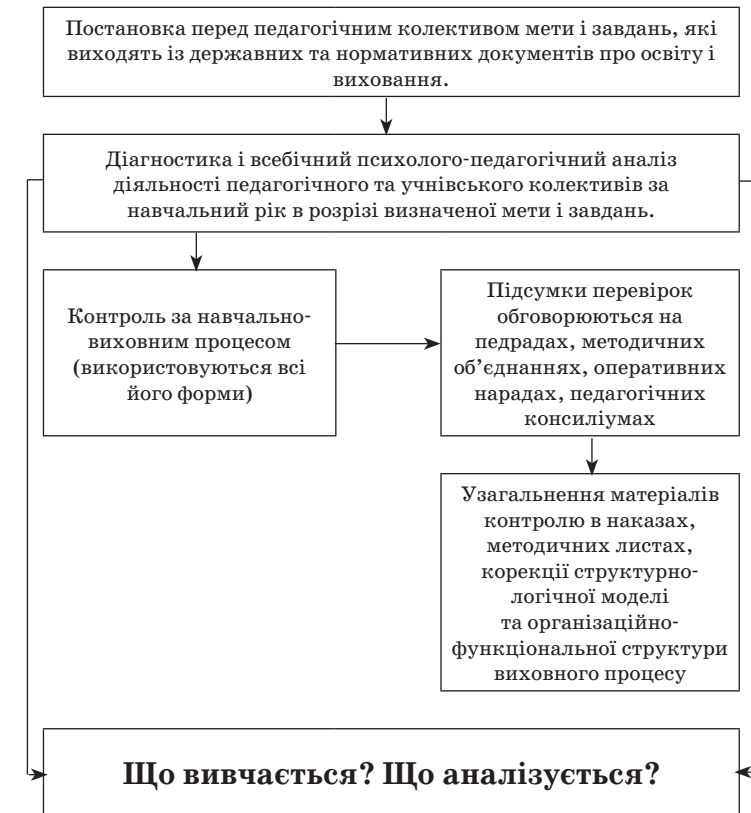 Постановка перед педагогічним колективом мети і завдань, які
виходять із державних та нормативних документів про освіту і
виховання.
Діагностика і всебічний психолого-педагогічний аналіз
діяльності педагогічного та учнівського колективів за
навчальний рік в розрізі визначеної мети і завдань.
Контроль за навчально-
виховним процесом
(використовуються всі
його форми)
Підсумки перевірок
обговорюються на
педрадах, методичних
об’єднаннях, оперативних
нарадах, педагогічних
консиліумах
Узагальнення матеріалів
контролю в наказах,
методичних листах,
корекції структурно-
логічної моделі
та організаційно-
функціональної структури
виховного процесу
Що вивчається? Що аналізується?